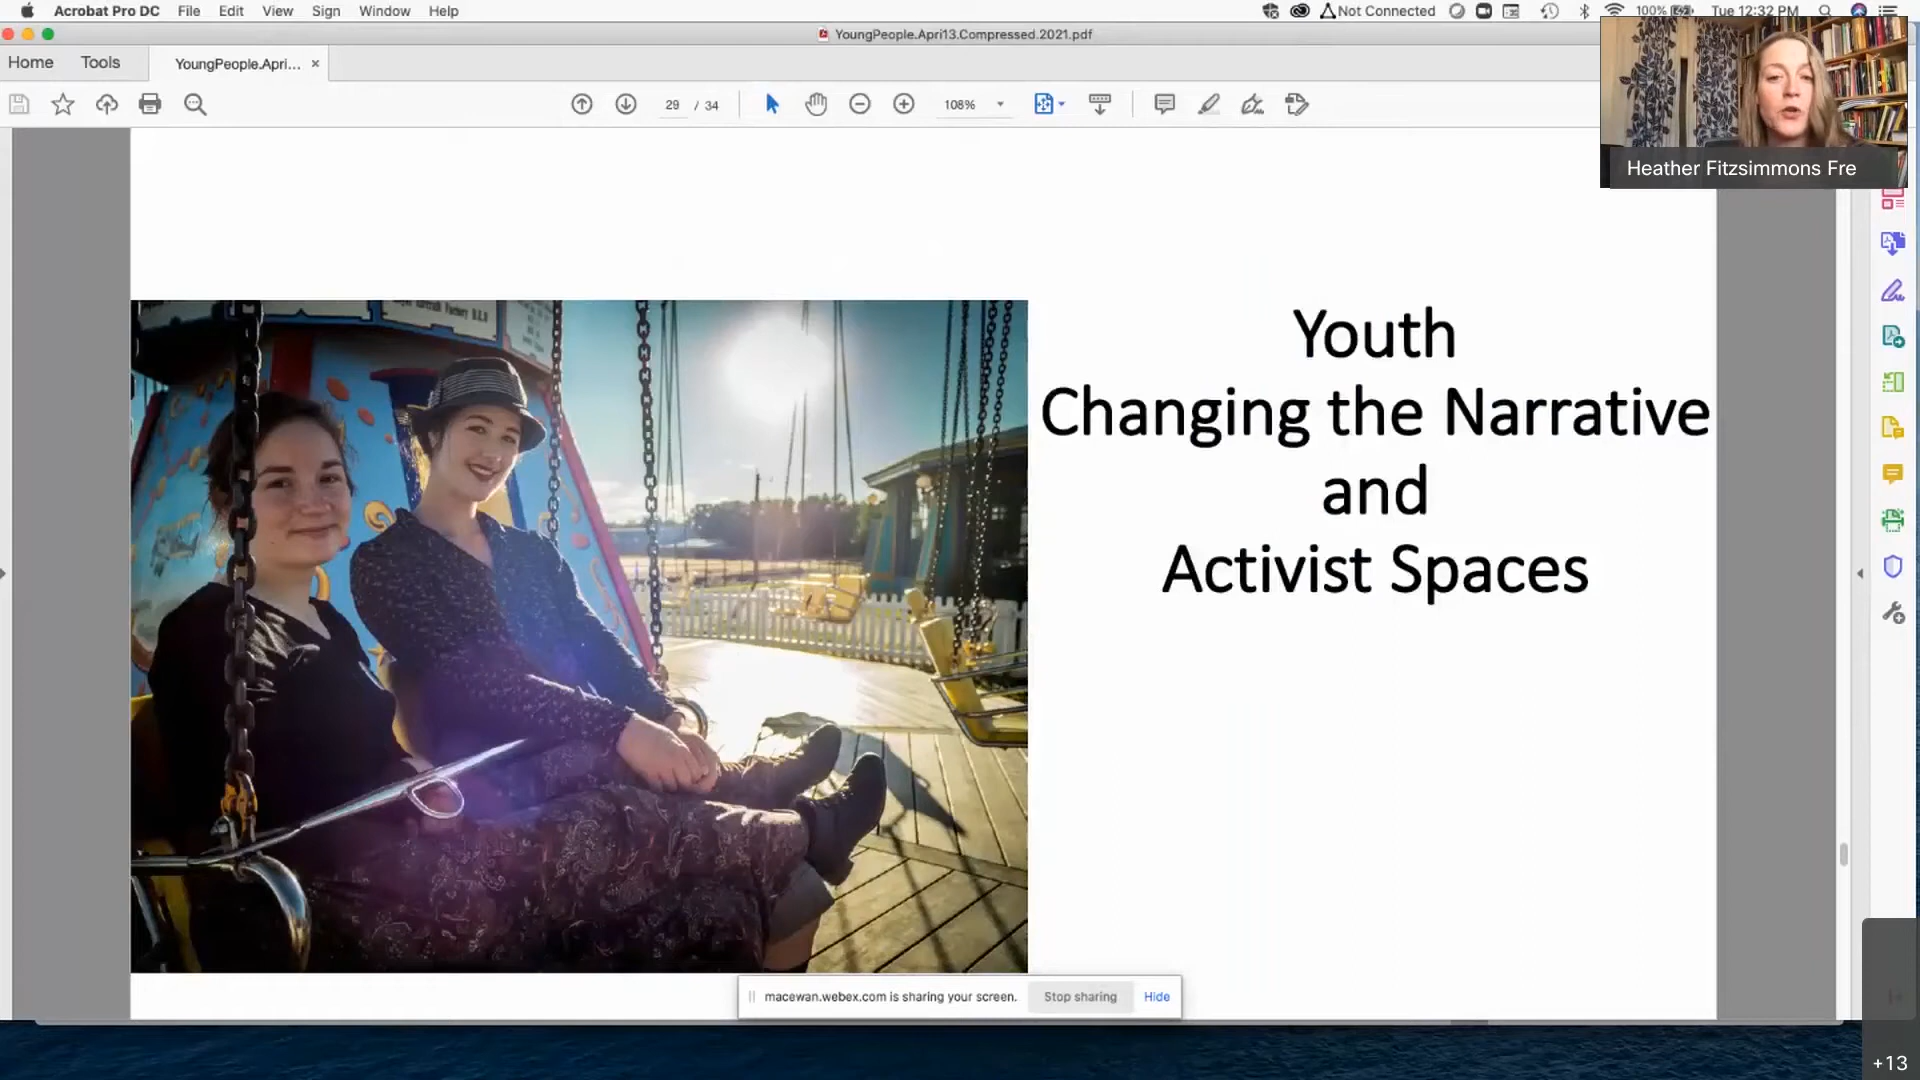 Acrobat Pro DC File Edit View Sign Window Help Not Connected 100% Tue 12:32 PM
YoungPeople.Apri13.Compressed.2021.pdf
Home Tools YoungPeople.Apri... ×
29 / 34 108%
Heather Fitzsimmons Fre
Youth
Changing the Narrative
and
Activist Spaces
macewan.webex.com is sharing your screen. Stop sharing Hide
+13